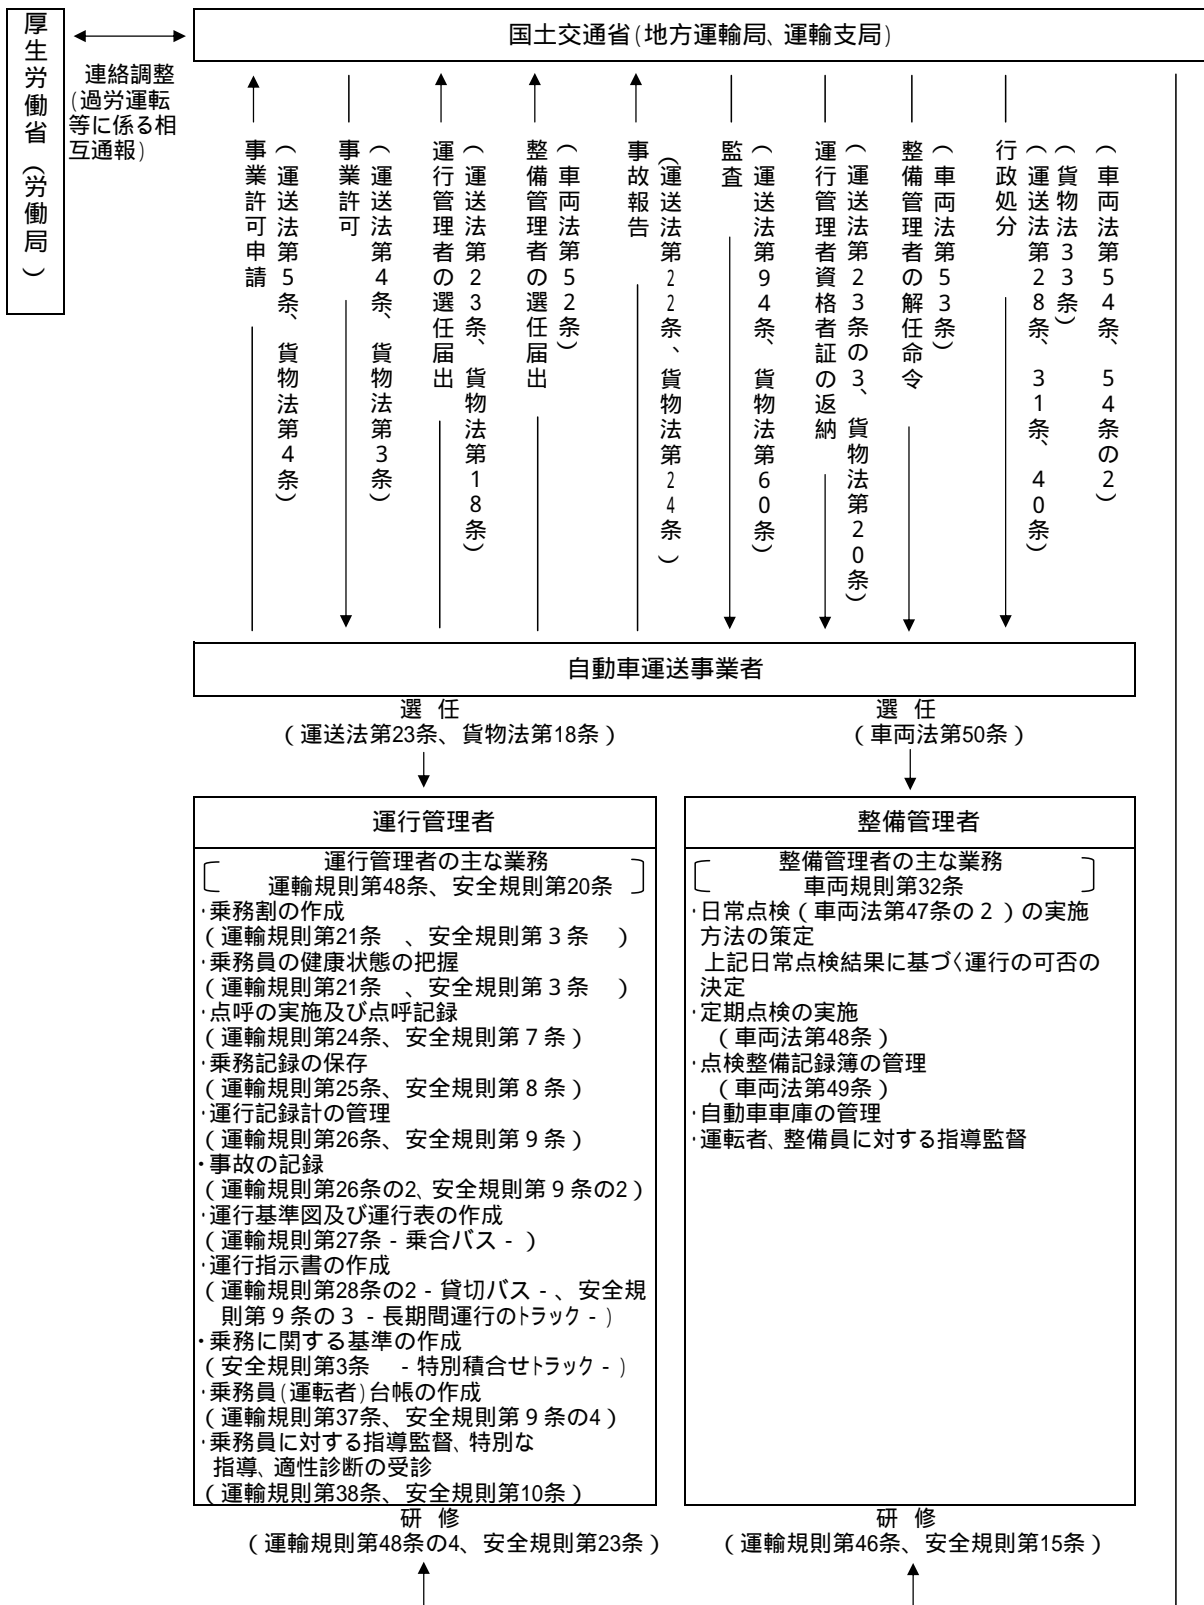 厚生労働省（労働局）
国土交通省(地方運輸局、運輸支局)
連絡調整
(過労運転
等に係る相
互通報)
事業許可申請
（運送法第5条、貨物法第4条）
事業許可
（運送法第4条、貨物法第3条）
運行管理者の選任届出
（運送法第23条、貨物法第18条）
整備管理者の選任届出
（車両法第52条）
事故報告
（運送法第22条、貨物法第24条）
監査
（運送法第94条、貨物法第60条）
運行管理者資格者証の返納
（運送法第23条の3、貨物法第20条）
整備管理者の解任命令
（車両法第53条）
行政処分
（運送法第28条、31条、40条）
（貨物法33条）
（車両法第54条、54条の2）
自動車運送事業者
選 任
（運送法第23条、貨物法第18条）
選 任
（車両法第50条）
運行管理者
運行管理者の主な業務
運輸規則第48条、安全規則第20条
・乗務割の作成
（運輸規則第21条　、安全規則第３条　）
・乗務員の健康状態の把握
（運輸規則第21条　、安全規則第３条　）
・点呼の実施及び点呼記録
（運輸規則第24条、安全規則第７条）
・乗務記録の保存
（運輸規則第25条、安全規則第８条）
・運行記録計の管理
（運輸規則第26条、安全規則第９条）
・事故の記録
（運輸規則第26条の2、安全規則第９条の2）
・運行基準図及び運行表の作成
（運輸規則第27条 - 乗合バス - ）
・運行指示書の作成
（運輸規則第28条の2 - 貸切バス - 、安全規
則第９条の３ - 長期間運行のトラック - ）
・乗務に関する基準の作成
（安全規則第3条　 - 特別積合せトラック - ）
・乗務員(運転者)台帳の作成
（運輸規則第37条、安全規則第９条の4）
・乗務員に対する指導監督、特別な
指導、適性診断の受診
（運輸規則第38条、安全規則第10条）
研 修
（運輸規則第48条の4、安全規則第23条）
整備管理者
整備管理者の主な業務
車両規則第32条
・日常点検（車両法第47条の２）の実施
方法の策定
上記日常点検結果に基づく運行の可否の
決定
・定期点検の実施
（車両法第48条）
・点検整備記録簿の管理
（車両法第49条）
・自動車車庫の管理
・運転者、整備員に対する指導監督
研 修
（運輸規則第46条、安全規則第15条）